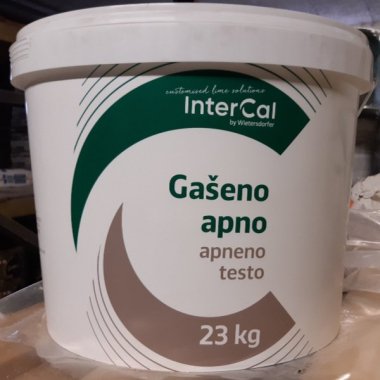 customised lime solutions
InterCal
by Wietersdorfer
Gašeno
apno
apneno
testo
23 kg